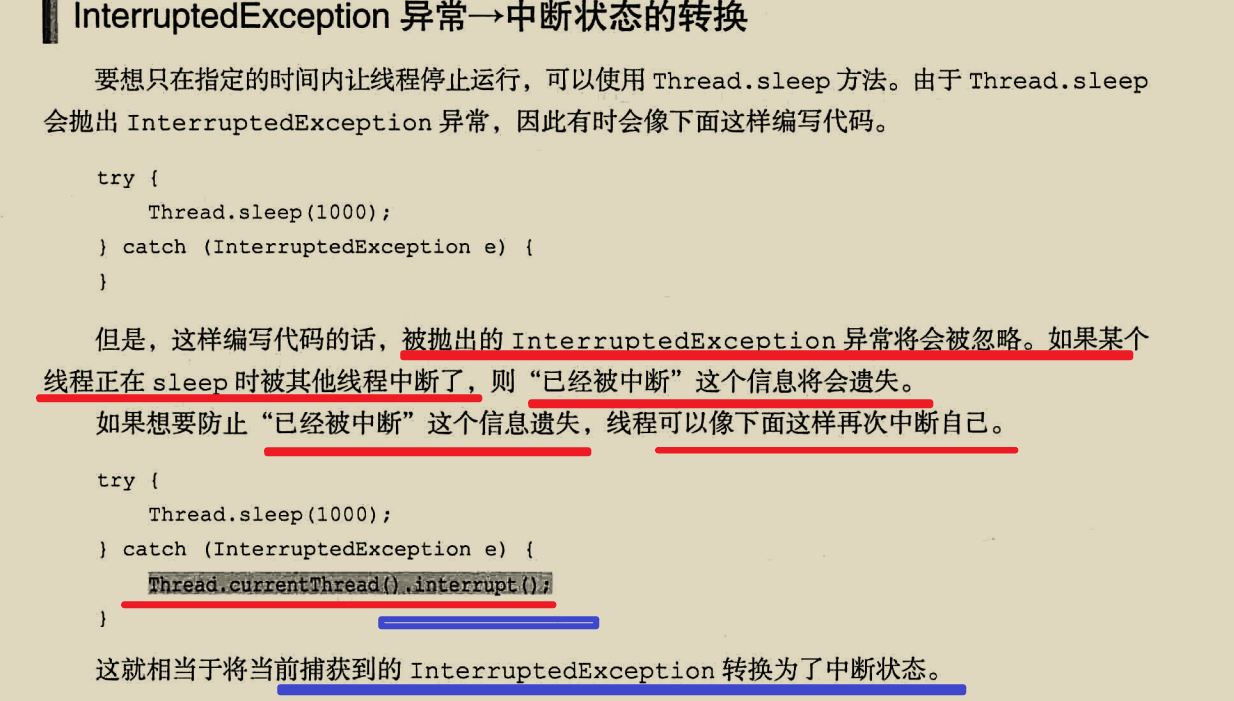 InterruptedException 异常→中断状态的转换
要想只在指定的时间内让线程停止运行，可以使用 Thread.sleep 方法。由于 Thread.sleep
会抛出 InterruptedException 异常，因此有时会像下面这样编写代码。
try {
Thread.sleep(1000);
} catch (InterruptedException e) {
}
但是，这样编写代码的话，被抛出的 InterruptedException 异常将会被忽略。如果某个
线程正在 sleep 时被其他线程中断了，则“已经被中断”这个信息将会遗失。
如果想要防止“已经被中断”这个信息遗失，线程可以像下面这样再次中断自己。
try {
Thread.sleep(1000);
} catch (InterruptedException e) {
Thread.currentThread().interrupt();
}
这就相当于将当前捕获到的 InterruptedException 转换为了中断状态。